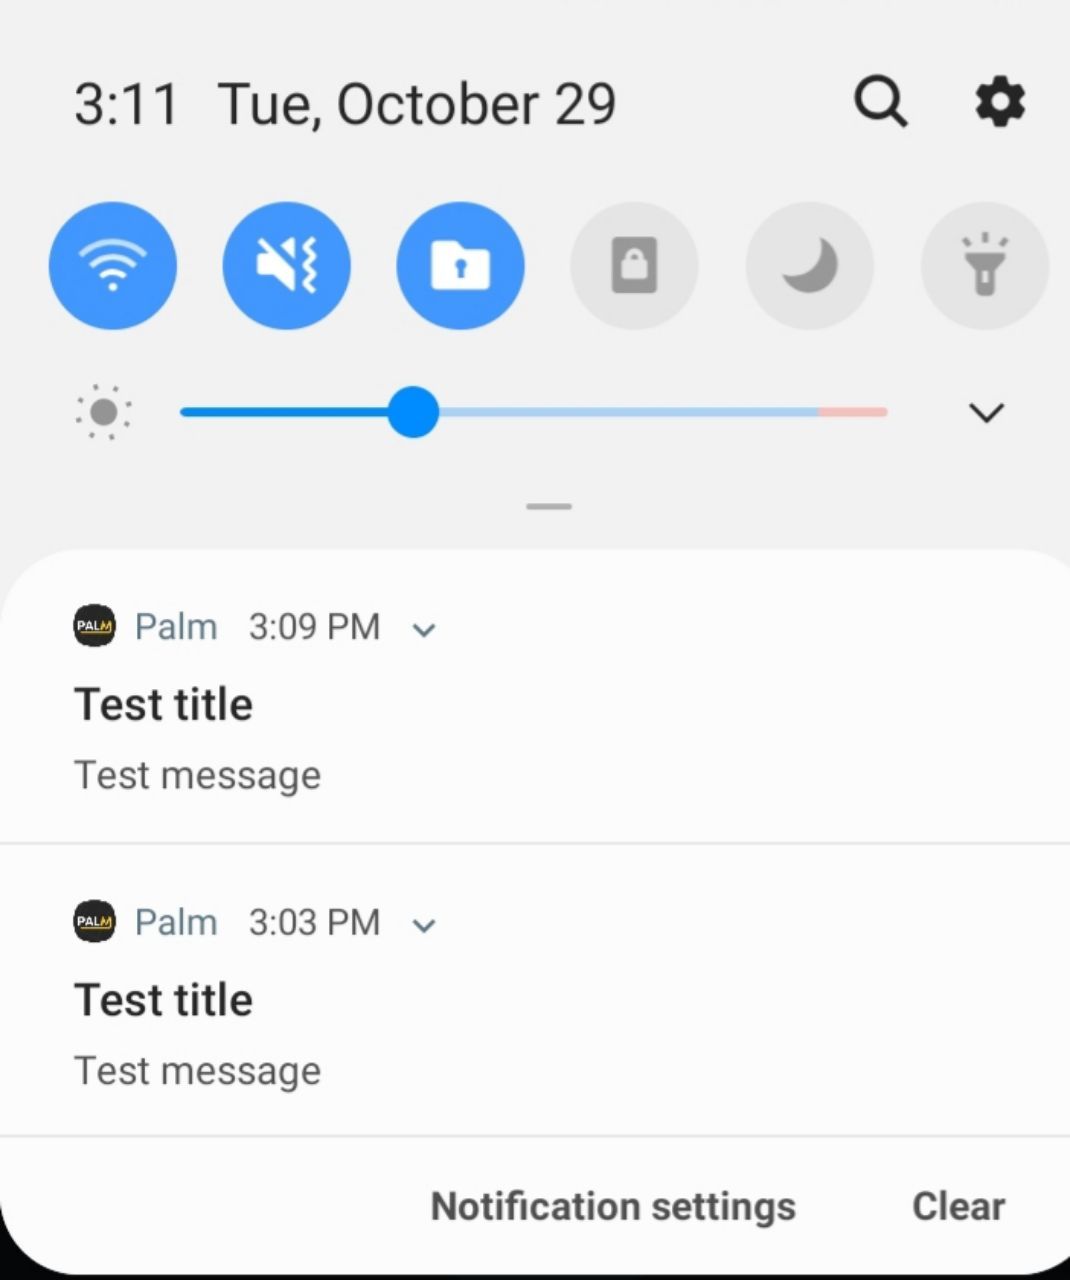 3:11 Tue, October 29
PALM Palm 3:09 PM
Test title
Test message
PALM Palm 3:03 PM
Test title
Test message
Notification settings Clear